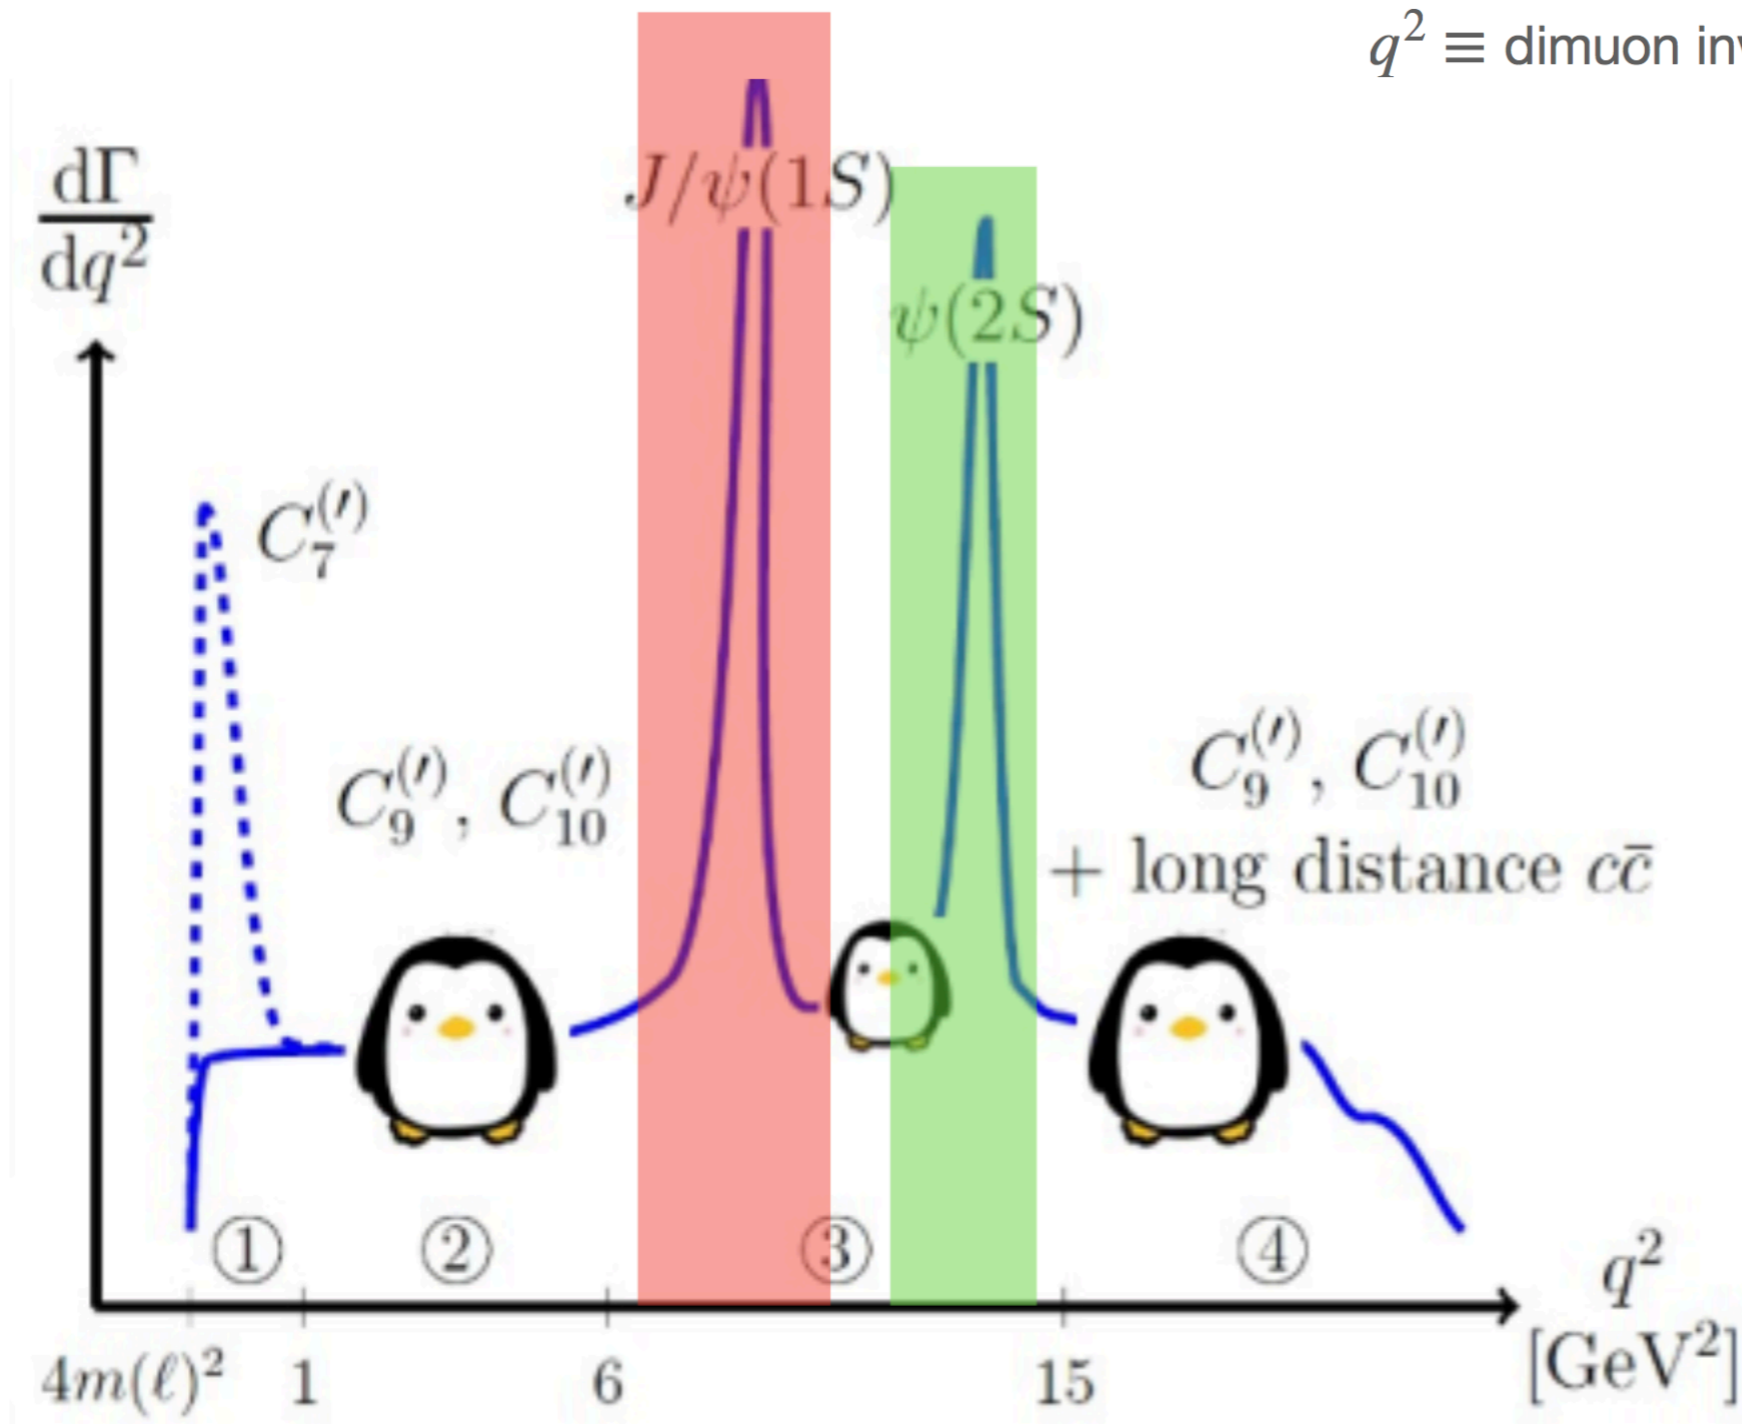 q² ≡ dimuon inv
dΓ
dq²
J/ψ(1S)
ψ(2S)
C₇⁽′⁾
C₉⁽′⁾, C₁₀⁽′⁾
C₉⁽′⁾, C₁₀⁽′⁾
+ long distance cc̄
① ② ③ ④
q²
[GeV²]
4m(ℓ)² 1 6 15